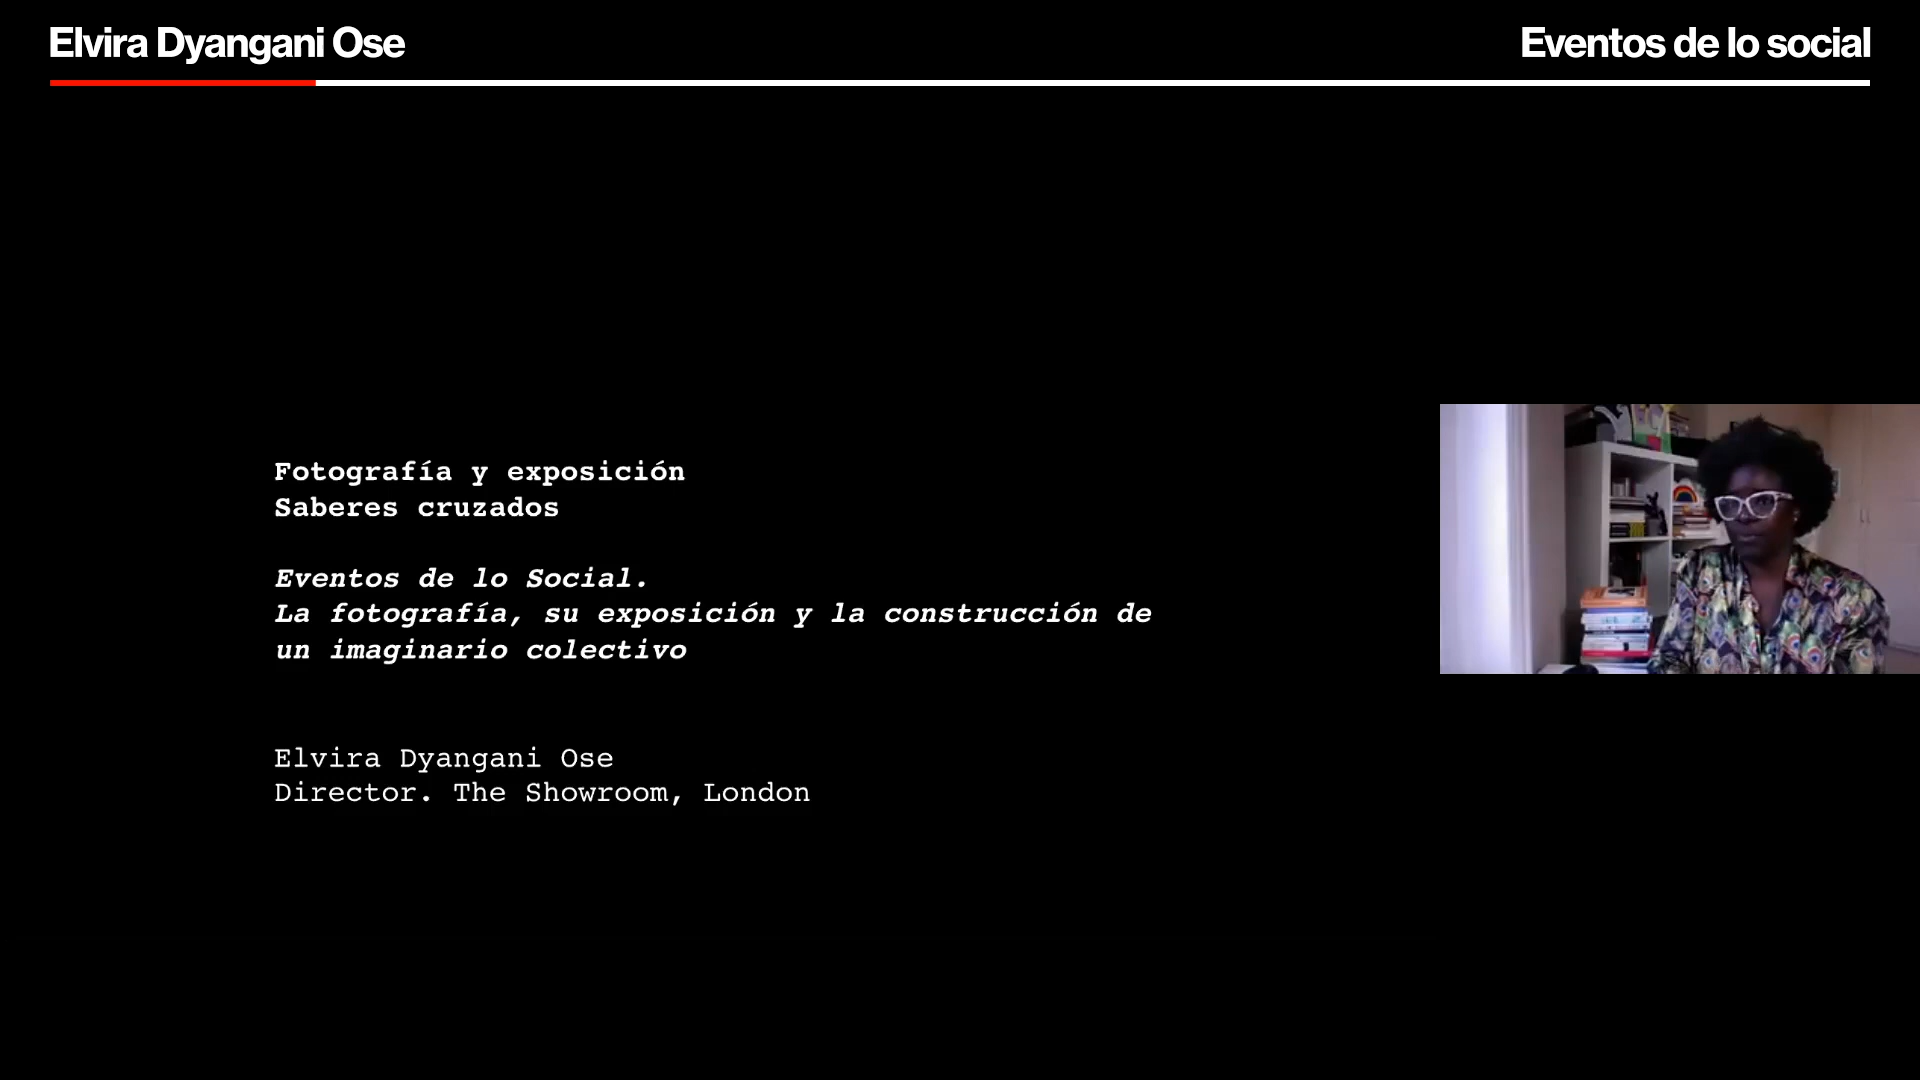 Elvira Dyangani Ose
Eventos de lo social
Fotografía y exposición
Saberes cruzados
Eventos de lo Social.
La fotografía, su exposición y la construcción de
un imaginario colectivo
Elvira Dyangani Ose
Director. The Showroom, London